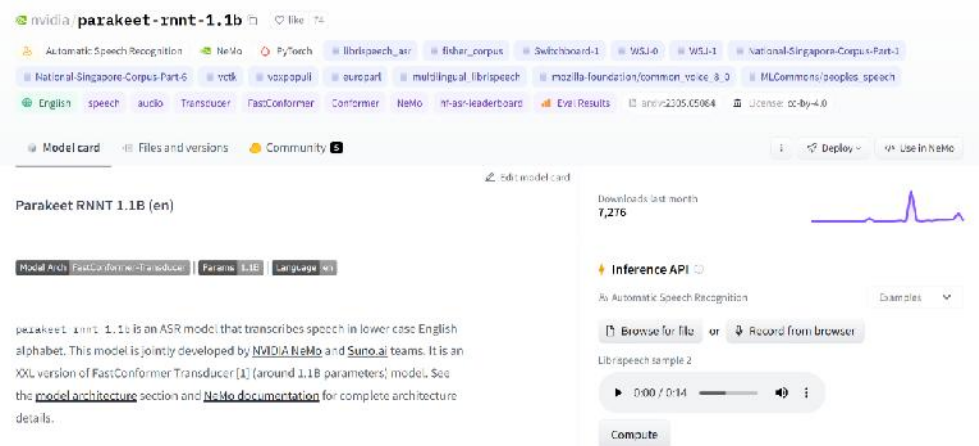 nvidia/parakeet-rnnt-1.1b like 74
Automatic Speech Recognition NeMo PyTorch librispeech_asr fisher_corpus Switchboard-1 WSJ-0 WSJ-1 National-Singapore-Corpus-Part-1
National-Singapore-Corpus-Part-6 vctk voxpopuli europarl multilingual_librispeech mozilla-foundation/common_voice_8_0 MLCommons/peoples_speech
English speech audio Transducer FastConformer Conformer NeMo hf-asr-leaderboard Eval Results arxiv:2305.05084 License: cc-by-4.0
Model card Files and versions Community 5 Deploy Use in NeMo
Edit model card
Parakeet RNNT 1.1B (en)
Model Arch FastConformer-Transducer | Params 1.1B | Language en
parakeet-rnnt-1.1b is an ASR model that transcribes speech in lower case English
alphabet. This model is jointly developed by NVIDIA NeMo and Suno.ai teams. It is an
XXL version of FastConformer Transducer [1] (around 1.1B parameters) model. See
the model architecture section and NeMo documentation for complete architecture
details.
Downloads last month
7,276
Inference API
Automatic Speech Recognition Examples
Browse for file or Record from browser
Librispeech sample 2
0:00 / 0:14
Compute